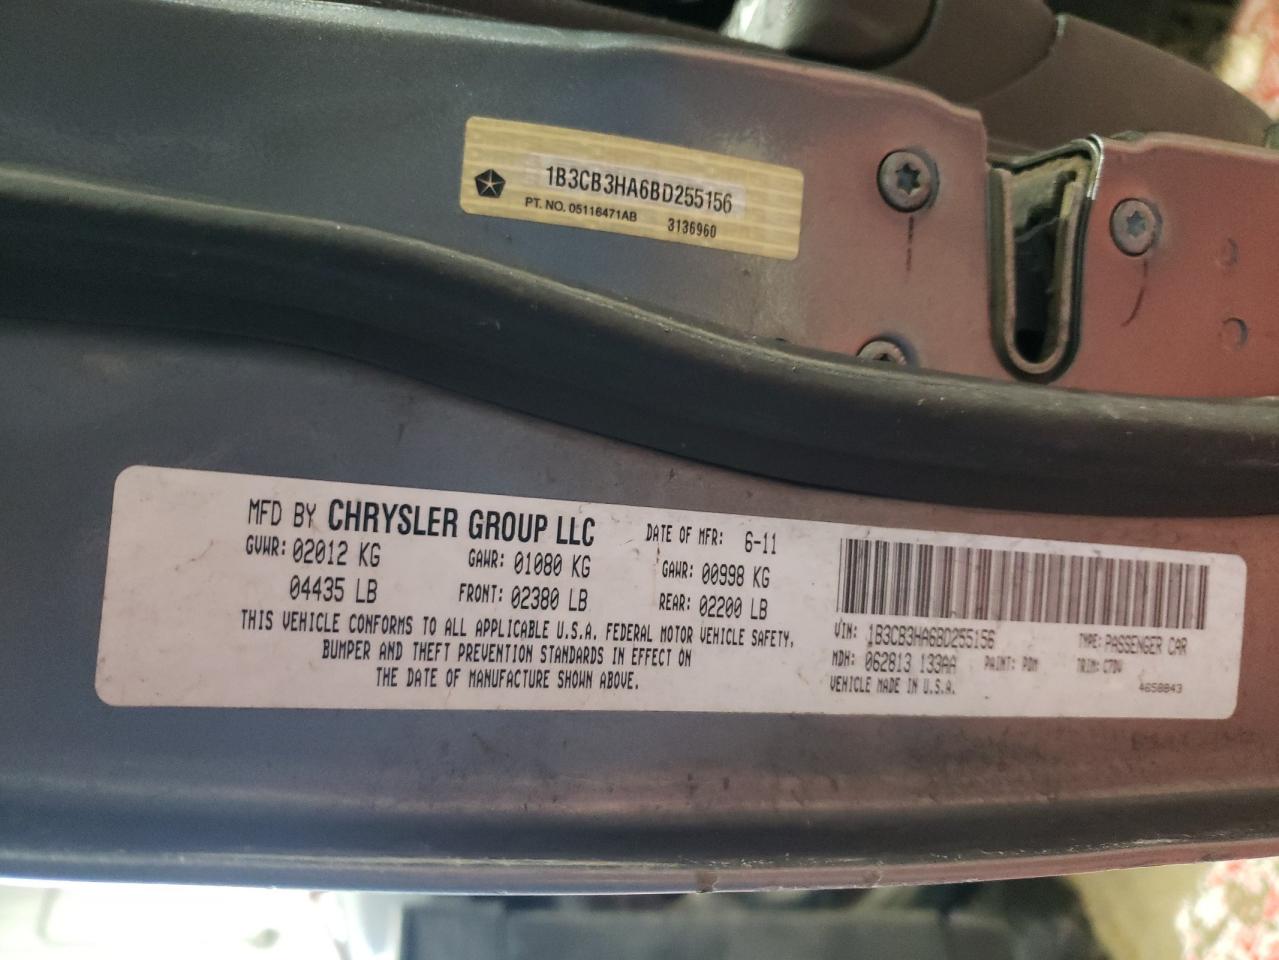 1B3CB3HA6BD255156
PT. NO. 05116471AB 3136960
MFD BY CHRYSLER GROUP LLC DATE OF MFR: 6-11
GVWR: 02012 KG GAWR: 01080 KG GAWR: 00998 KG
04435 LB FRONT: 02380 LB REAR: 02200 LB
THIS VEHICLE CONFORMS TO ALL APPLICABLE U.S.A. FEDERAL MOTOR VEHICLE SAFETY,
BUMPER AND THEFT PREVENTION STANDARDS IN EFFECT ON
THE DATE OF MANUFACTURE SHOWN ABOVE.
VIN: 1B3CB3HA6BD255156 TYPE: PASSENGER CAR
MDH: 062813 133AA PAINT: PDM TRIM: C7DV
VEHICLE MADE IN U.S.A. 4658843